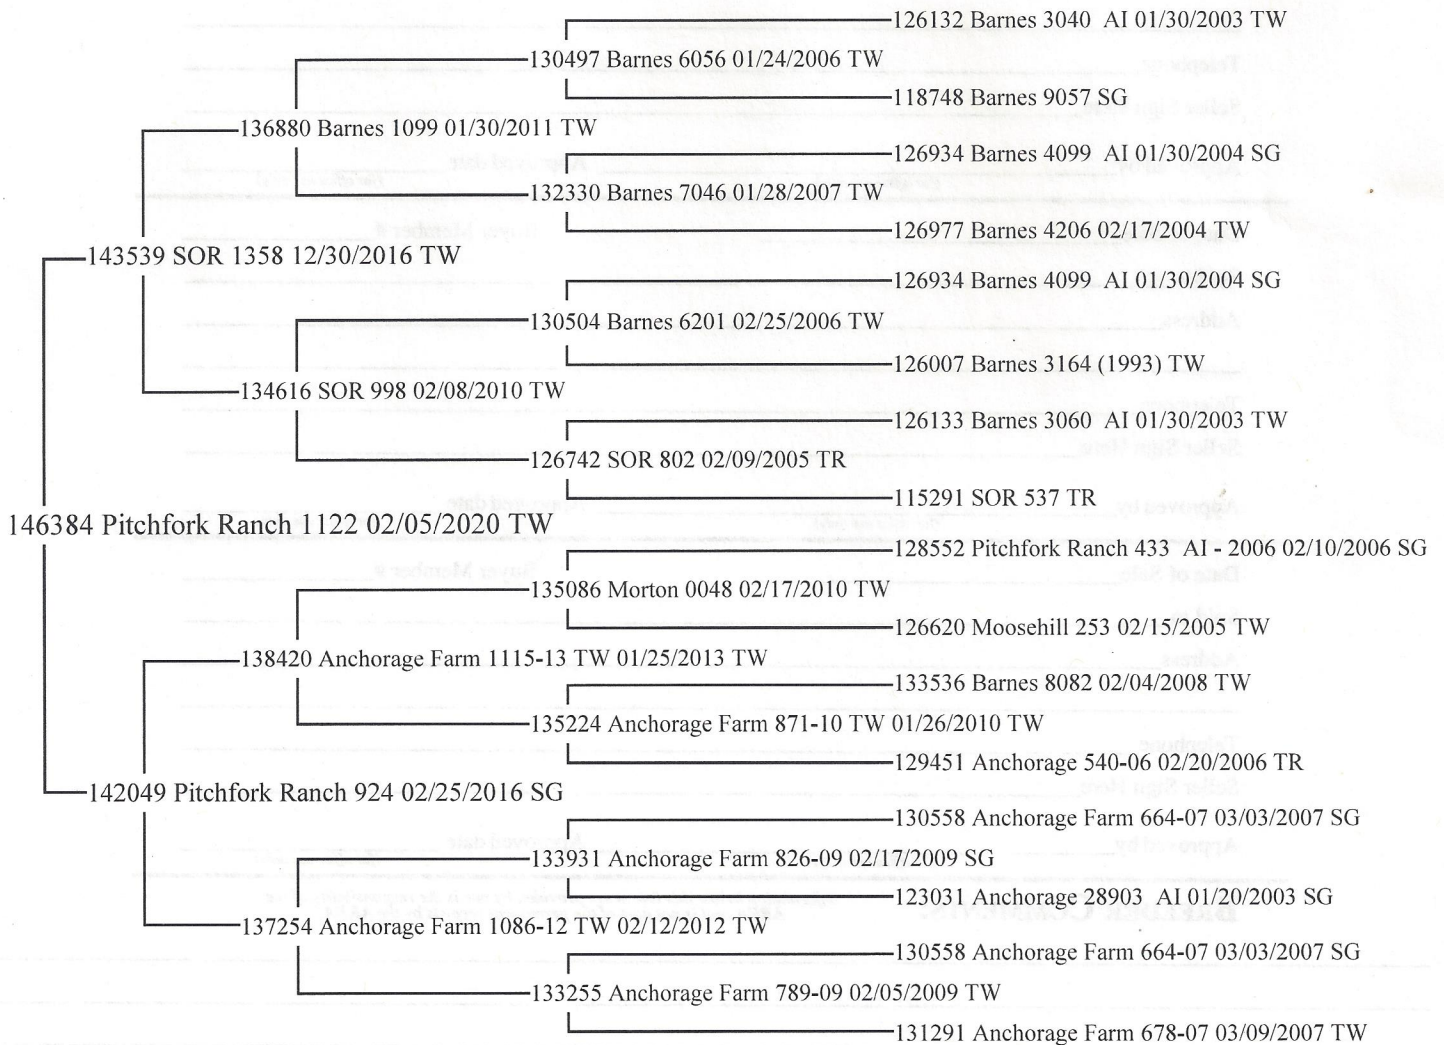 126132 Barnes 3040 AI 01/30/2003 TW
130497 Barnes 6056 01/24/2006 TW
118748 Barnes 9057 SG
136880 Barnes 1099 01/30/2011 TW
126934 Barnes 4099 AI 01/30/2004 SG
132330 Barnes 7046 01/28/2007 TW
126977 Barnes 4206 02/17/2004 TW
143539 SOR 1358 12/30/2016 TW
126934 Barnes 4099 AI 01/30/2004 SG
130504 Barnes 6201 02/25/2006 TW
126007 Barnes 3164 (1993) TW
134616 SOR 998 02/08/2010 TW
126133 Barnes 3060 AI 01/30/2003 TW
126742 SOR 802 02/09/2005 TR
115291 SOR 537 TR
146384 Pitchfork Ranch 1122 02/05/2020 TW
128552 Pitchfork Ranch 433 AI - 2006 02/10/2006 SG
135086 Morton 0048 02/17/2010 TW
126620 Moosehill 253 02/15/2005 TW
138420 Anchorage Farm 1115-13 TW 01/25/2013 TW
133536 Barnes 8082 02/04/2008 TW
135224 Anchorage Farm 871-10 TW 01/26/2010 TW
129451 Anchorage 540-06 02/20/2006 TR
142049 Pitchfork Ranch 924 02/25/2016 SG
130558 Anchorage Farm 664-07 03/03/2007 SG
133931 Anchorage Farm 826-09 02/17/2009 SG
123031 Anchorage 28903 AI 01/20/2003 SG
137254 Anchorage Farm 1086-12 TW 02/12/2012 TW
130558 Anchorage Farm 664-07 03/03/2007 SG
133255 Anchorage Farm 789-09 02/05/2009 TW
131291 Anchorage Farm 678-07 03/09/2007 TW